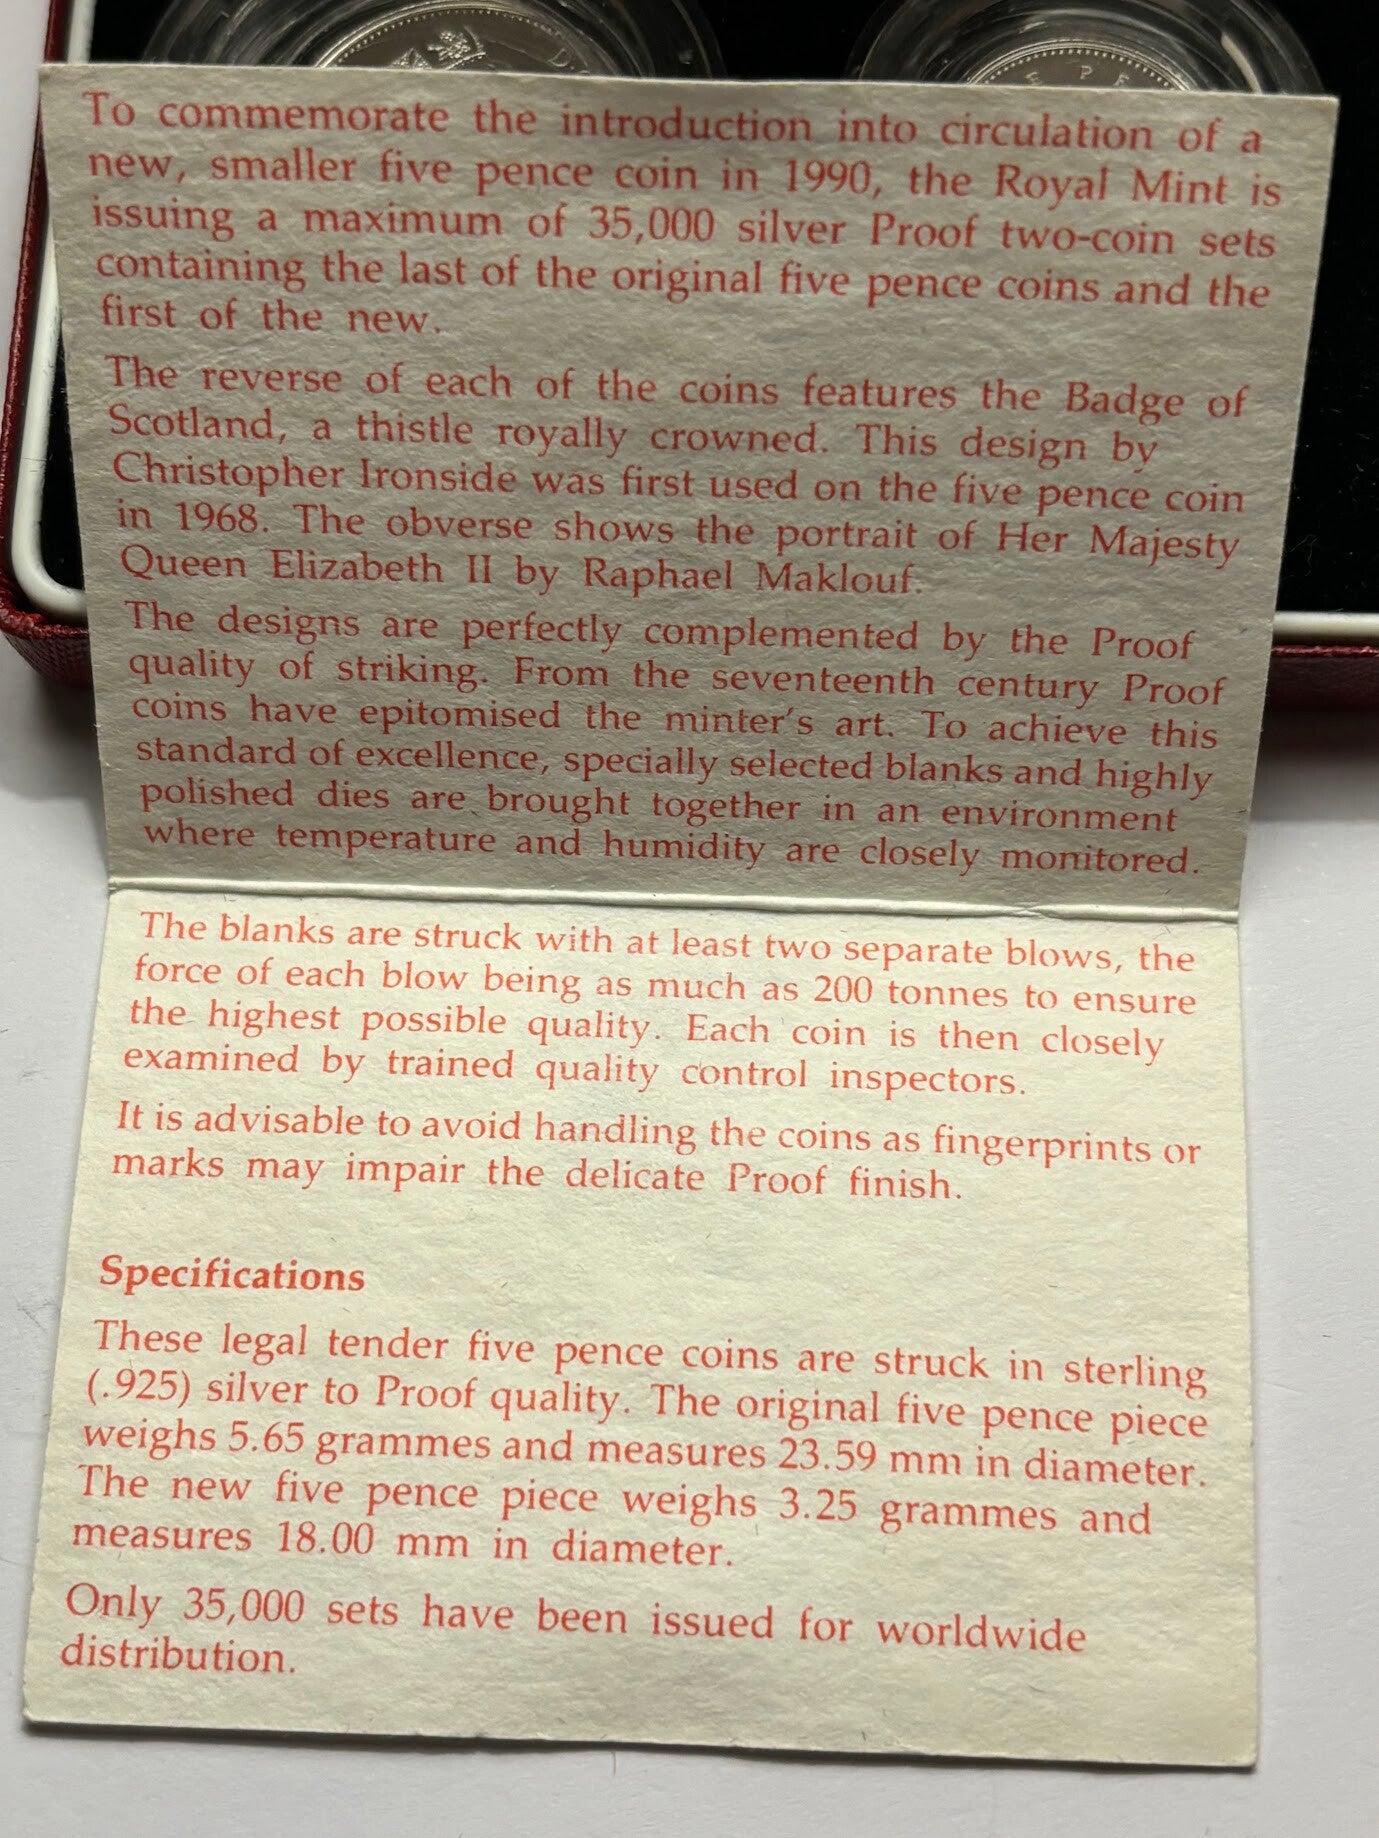 D
E P E
To commemorate the introduction into circulation of a
new, smaller five pence coin in 1990, the Royal Mint is
issuing a maximum of 35,000 silver Proof two-coin sets
containing the last of the original five pence coins and the
first of the new.
The reverse of each of the coins features the Badge of
Scotland, a thistle royally crowned. This design by
Christopher Ironside was first used on the five pence coin
in 1968. The obverse shows the portrait of Her Majesty
Queen Elizabeth II by Raphael Maklouf.
The designs are perfectly complemented by the Proof
quality of striking. From the seventeenth century Proof
coins have epitomised the minter's art. To achieve this
standard of excellence, specially selected blanks and highly
polished dies are brought together in an environment
where temperature and humidity are closely monitored.
The blanks are struck with at least two separate blows, the
force of each blow being as much as 200 tonnes to ensure
the highest possible quality. Each coin is then closely
examined by trained quality control inspectors.
It is advisable to avoid handling the coins as fingerprints or
marks may impair the delicate Proof finish.
Specifications
These legal tender five pence coins are struck in sterling
(.925) silver to Proof quality. The original five pence piece
weighs 5.65 grammes and measures 23.59 mm in diameter.
The new five pence piece weighs 3.25 grammes and
measures 18.00 mm in diameter.
Only 35,000 sets have been issued for worldwide
distribution.